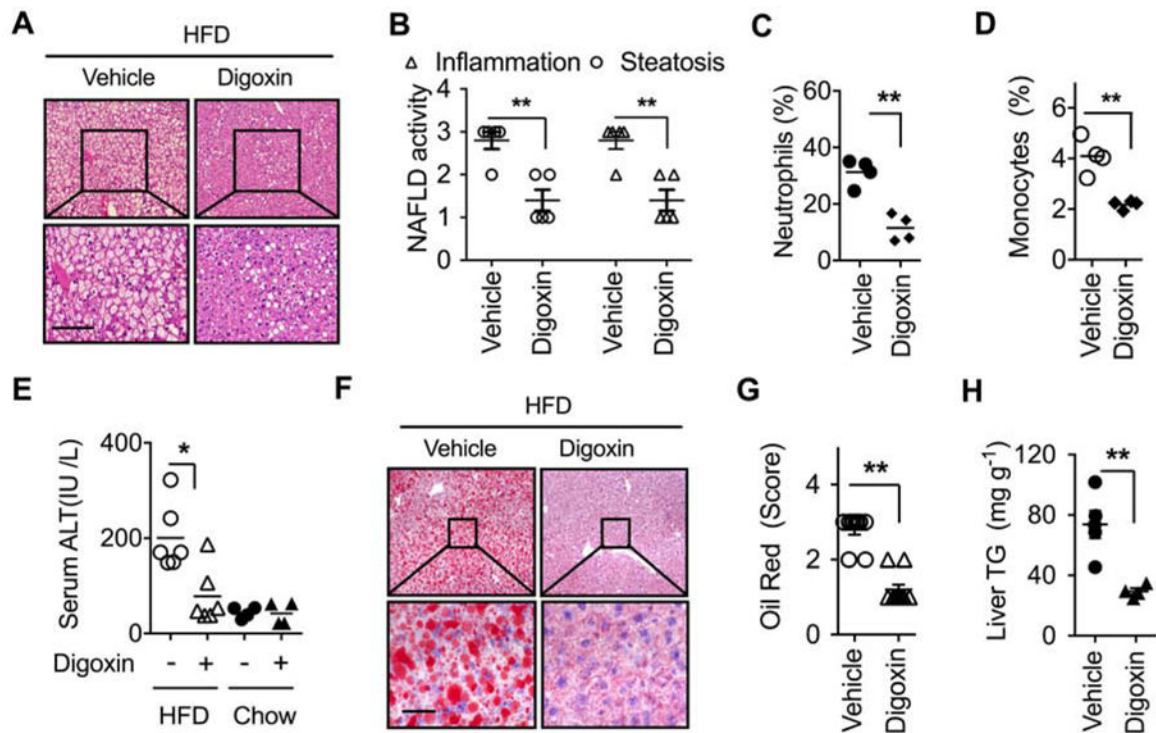 A
HFD
Vehicle Digoxin
B
Inflammation Steatosis
NAFLD activity
4
3
2
1
0
Vehicle
Digoxin
Vehicle
Digoxin
**
**
C
Neutrophils (%)
60
40
20
0
**
Vehicle
Digoxin
D
Monocytes (%)
6
4
2
0
**
Vehicle
Digoxin
E
Serum ALT(IU /L)
400
200
0
*
Digoxin - + - +
HFD Chow
F
HFD
Vehicle Digoxin
G
Oil Red (Score)
4
2
0
**
Vehicle
Digoxin
H
Liver TG (mg g-1)
120
80
40
0
**
Vehicle
Digoxin